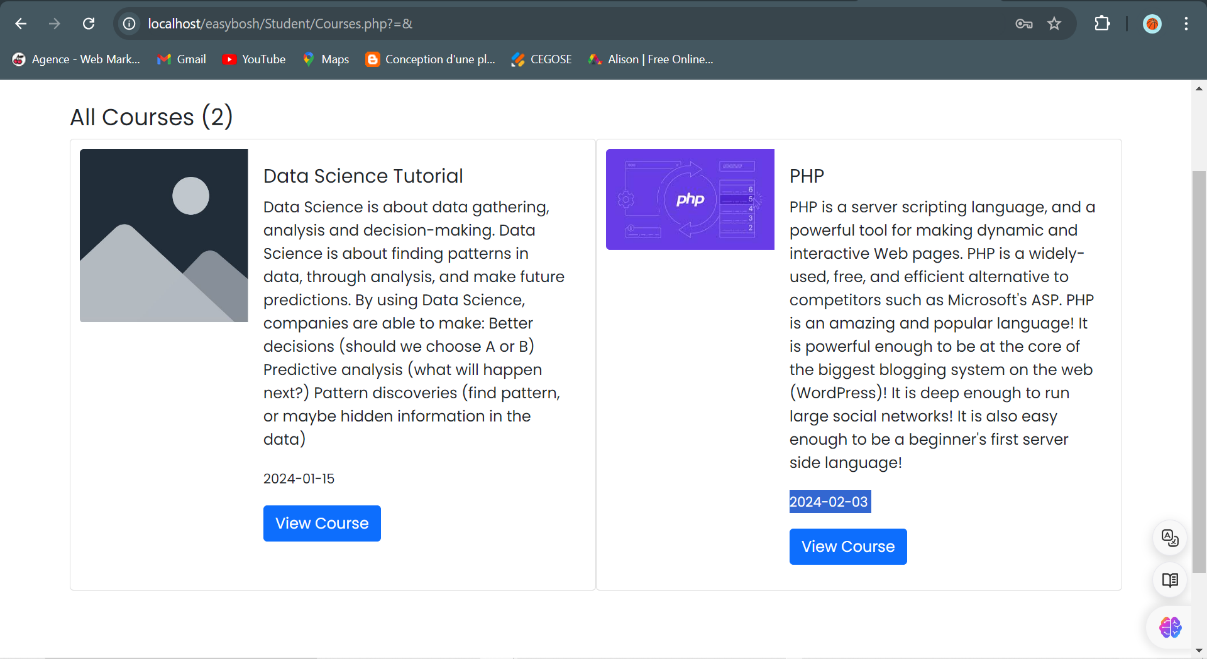 localhost/easybosh/Student/Courses.php?=&
Agence - Web Mark...
Gmail
YouTube
Maps
Conception d'une pl...
CEGOSE
Alison | Free Online...
All Courses (2)
Data Science Tutorial
Data Science is about data gathering,
analysis and decision-making. Data
Science is about finding patterns in
data, through analysis, and make future
predictions. By using Data Science,
companies are able to make: Better
decisions (should we choose A or B)
Predictive analysis (what will happen
next?) Pattern discoveries (find pattern,
or maybe hidden information in the
data)
2024-01-15
View Course
php
6
5
4
3
2
PHP
PHP is a server scripting language, and a
powerful tool for making dynamic and
interactive Web pages. PHP is a widely-
used, free, and efficient alternative to
competitors such as Microsoft's ASP. PHP
is an amazing and popular language! It
is powerful enough to be at the core of
the biggest blogging system on the web
(WordPress)! It is deep enough to run
large social networks! It is also easy
enough to be a beginner's first server
side language!
2024-02-03
View Course